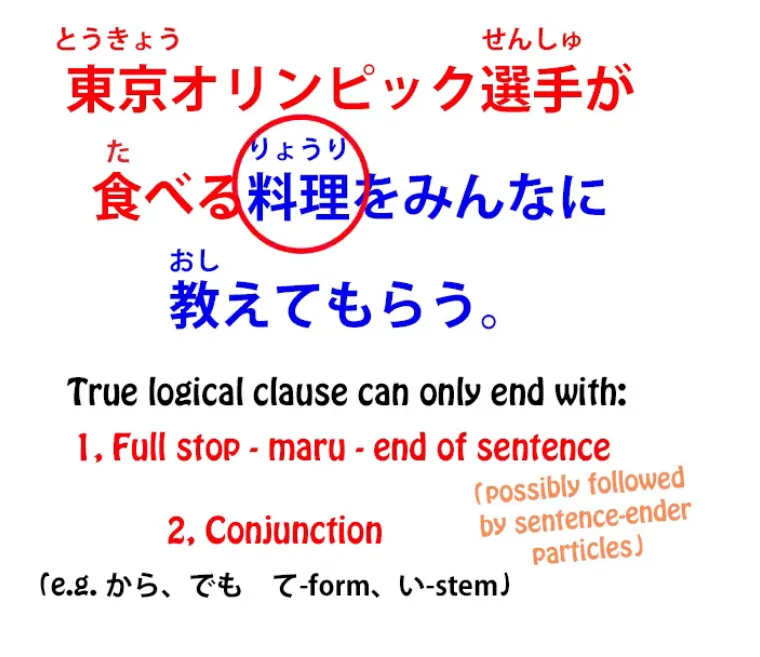 とうきょう せんしゅ
東京オリンピック選手が
た りょうり
食べる料理をみんなに
おし
教えてもらう。
True logical clause can only end with:
1, Full stop - maru - end of sentence
(possibly followed
by sentence-ender
particles)
2, Conjunction
(e.g. から、でも て-form、い-stem)